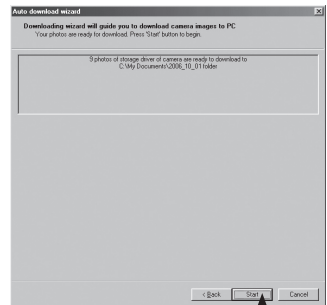 Auto download wizard
Downloading wizard will guide you to download camera images to PC
Your photos are ready for download. Press 'Start' button to begin.
9 photos of storage driver of camera are ready to download to
C:\My Documents\2006_10_01 folder.
< Back Start Cancel